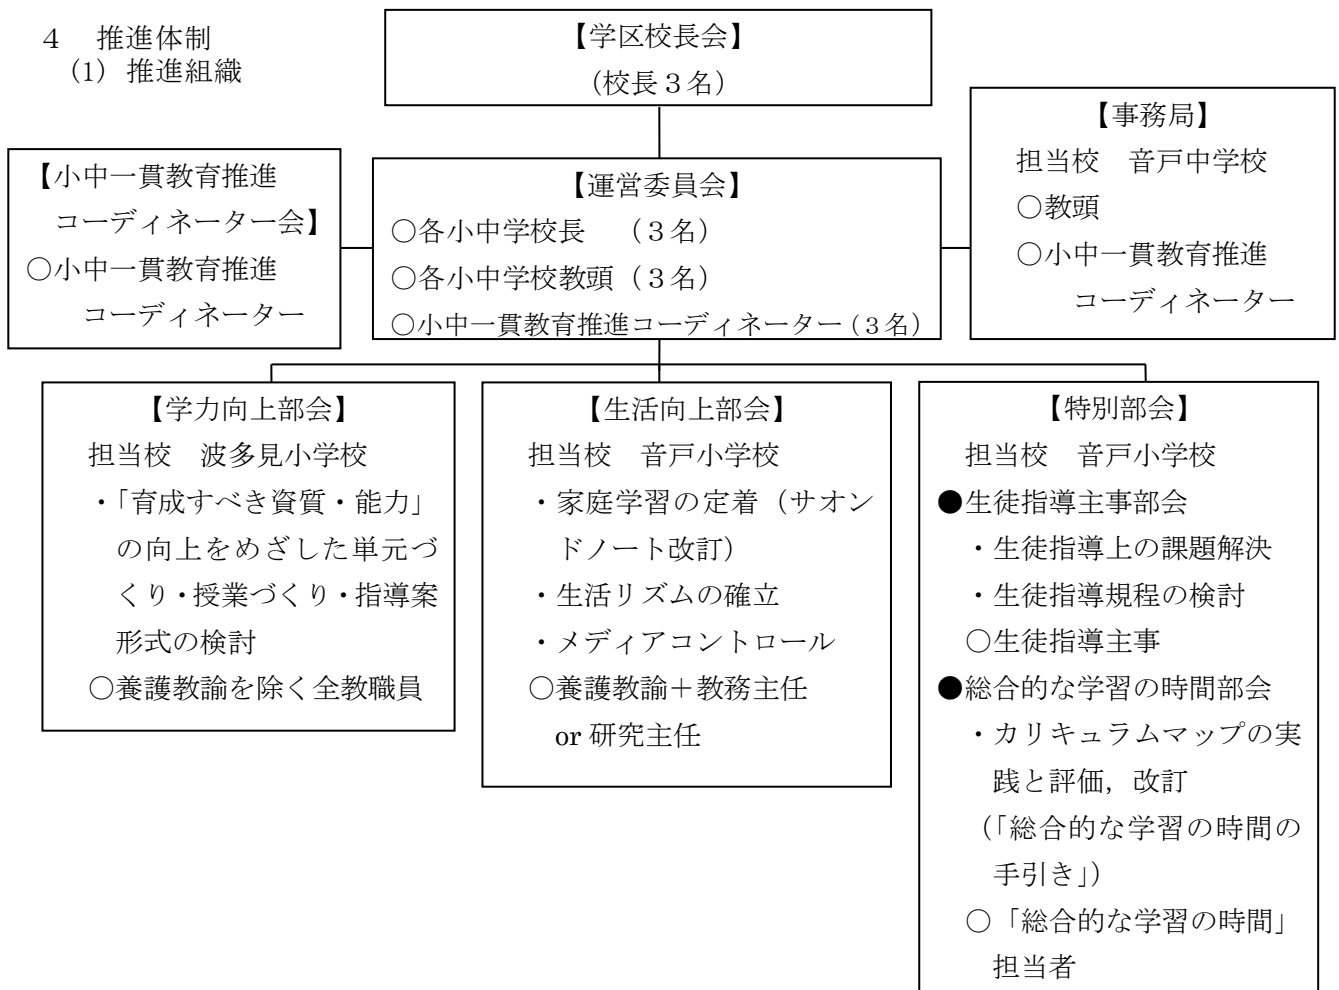 4　推進体制
(1) 推進組織
【学区校長会】
（校長３名）
【小中一貫教育推進
コーディネーター会】
○小中一貫教育推進
コーディネーター
【運営委員会】
○各小中学校長　（３名）
○各小中学校教頭（３名）
○小中一貫教育推進コーディネーター（３名）
【事務局】
担当校　音戸中学校
○教頭
○小中一貫教育推進
コーディネーター
【学力向上部会】
担当校　波多見小学校
・「育成すべき資質・能力」
の向上をめざした単元づ
くり・授業づくり・指導案
形式の検討
○養護教諭を除く全教職員
【生活向上部会】
担当校　音戸小学校
・家庭学習の定着（サオン
ドノート改訂）
・生活リズムの確立
・メディアコントロール
○養護教諭＋教務主任
or 研究主任
【特別部会】
担当校　音戸小学校
●生徒指導主事部会
・生徒指導上の課題解決
・生徒指導規程の検討
○生徒指導主事
●総合的な学習の時間部会
・カリキュラムマップの実
践と評価，改訂
（「総合的な学習の時間の
手引き」）
○「総合的な学習の時間」
担当者